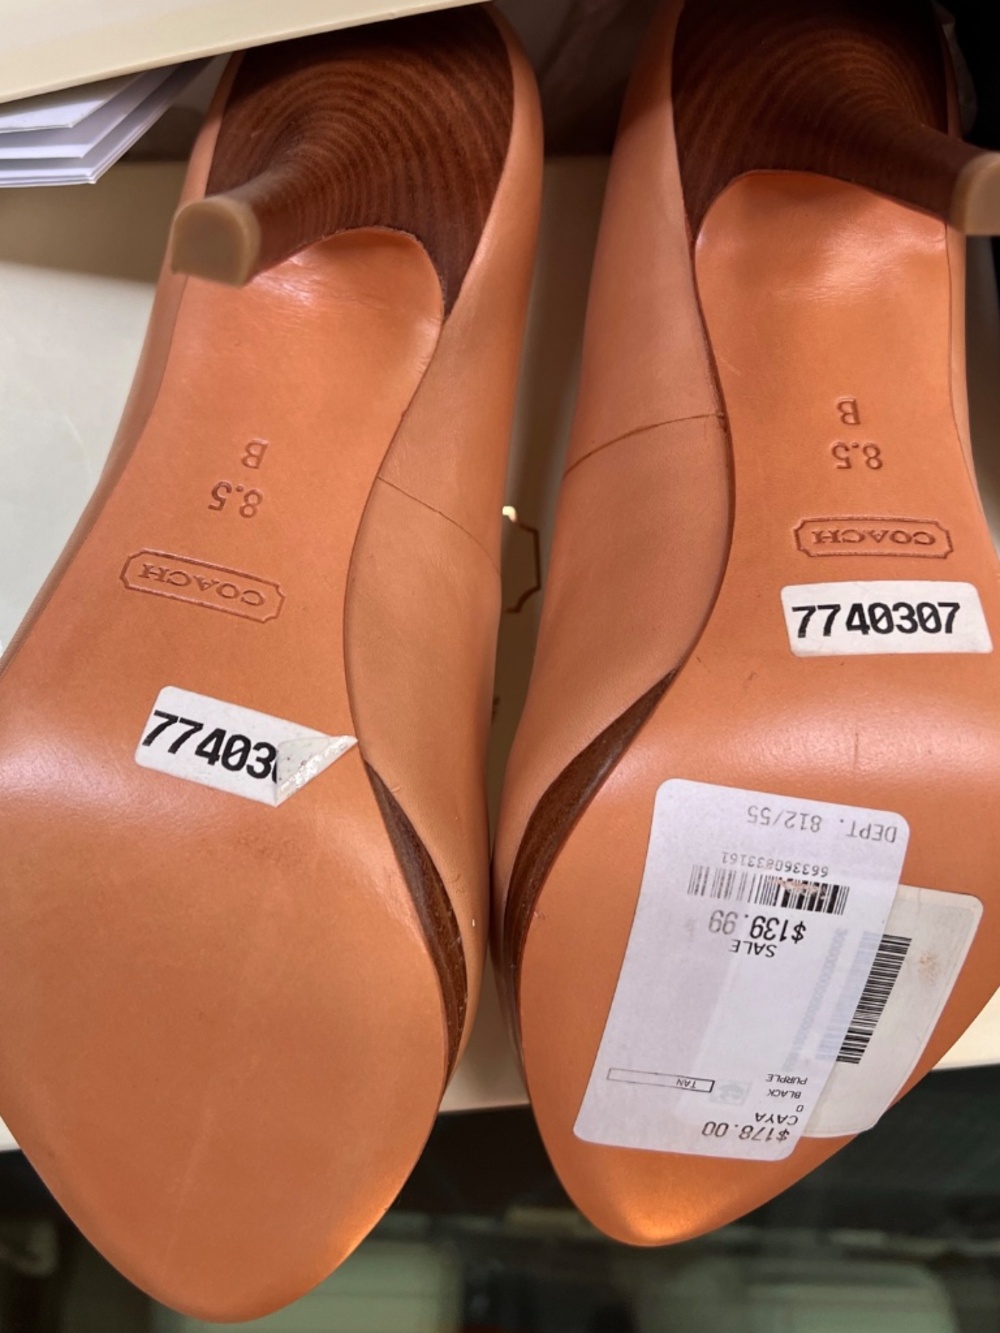 B
8.5
COACH
77403
B
8.5
COACH
7740307
$178.00
CAYA
0
BLACK
PURPLE
TAN
SALE
$139.99
DEPT. 812/55